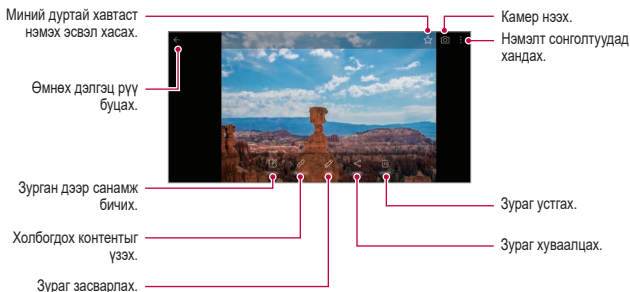 Миний дуртай хавтаст
нэмэх эсвэл хасах.
Өмнөх дэлгэц рүү
буцах.
Зурган дээр санамж
бичих.
Холбогдох контентыг
үзэх.
Зураг засварлах.
Камер нээх.
Нэмэлт сонголтуудад
хандах.
Зураг устгах.
Зураг хуваалцах.